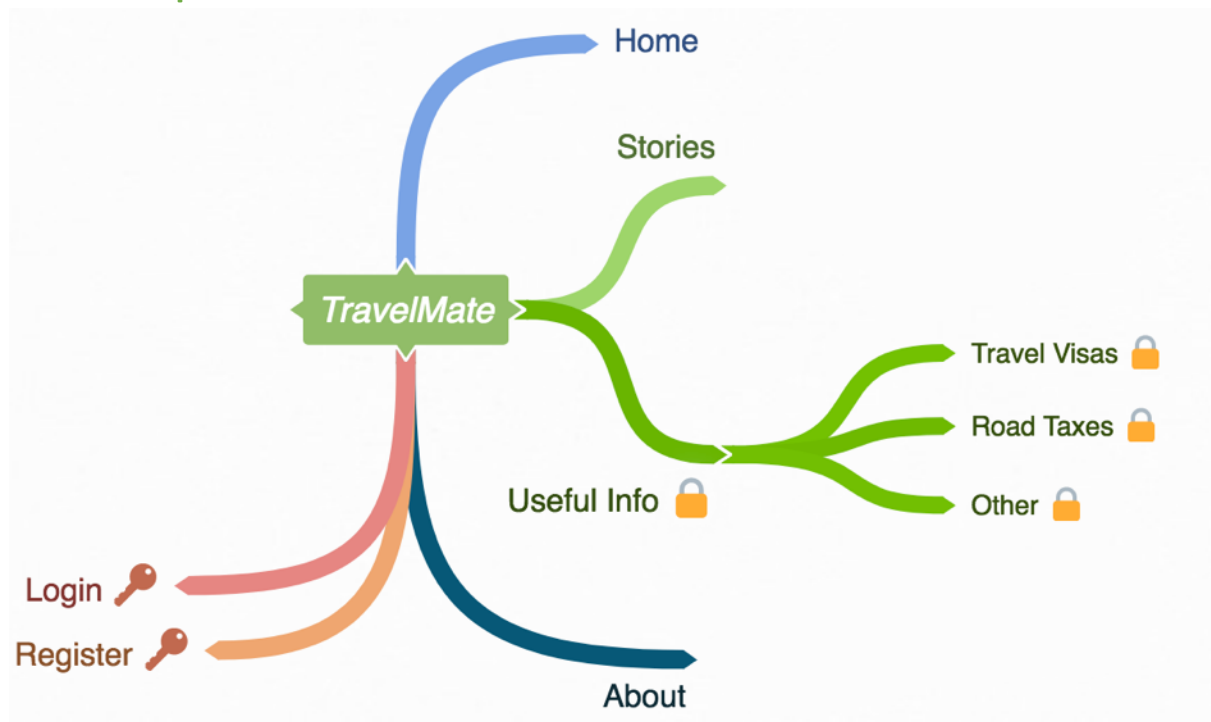 Home
Stories
TravelMate
Travel Visas
Road Taxes
Useful Info
Other
Login
Register
About